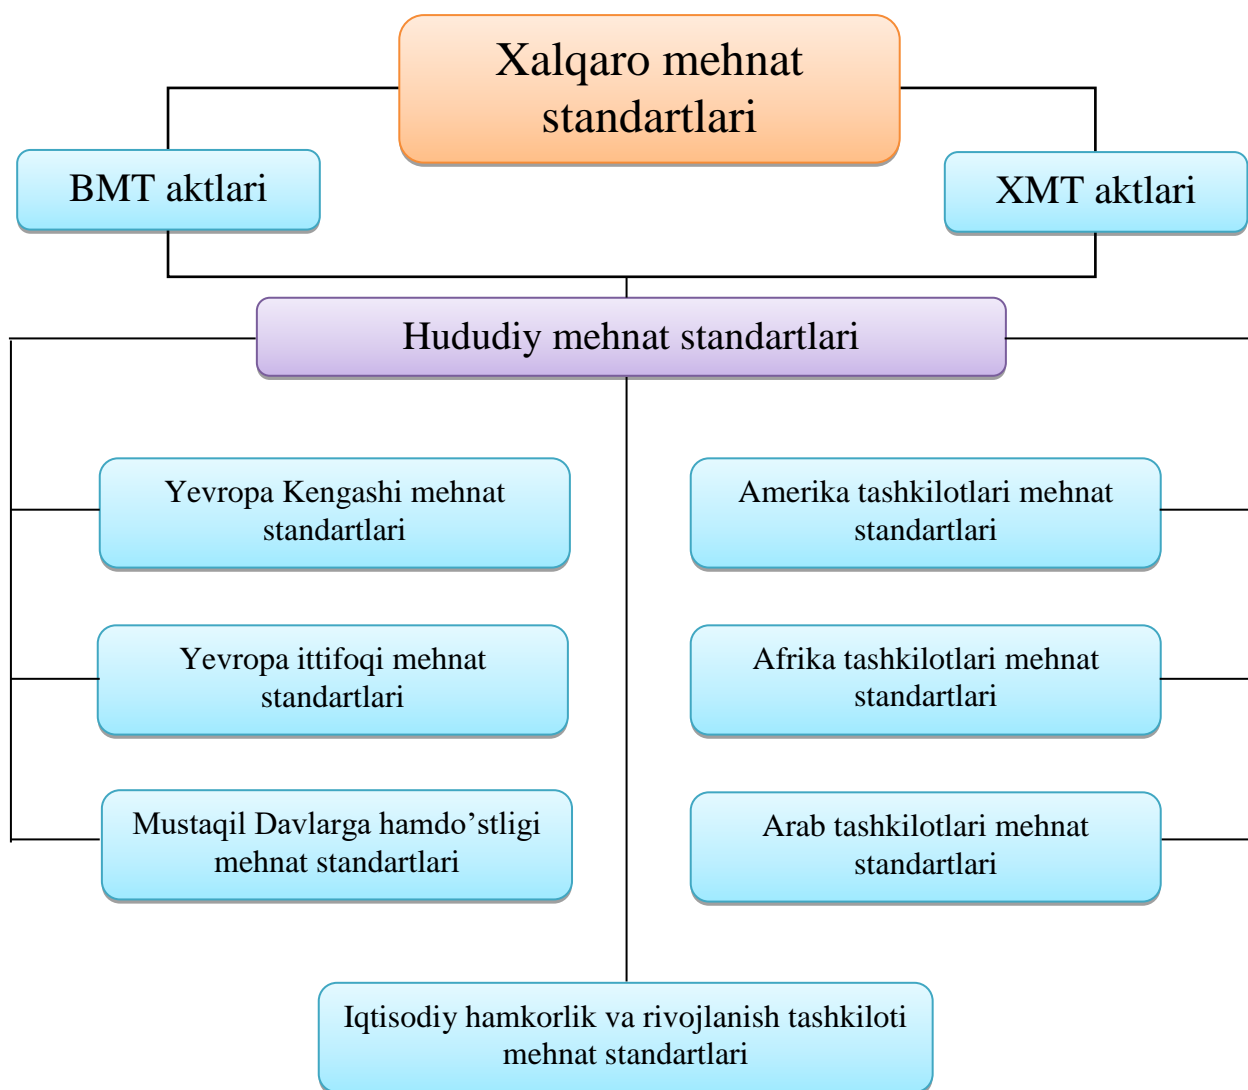 Xalqaro mehnat
standartlari
BMT aktlari
XMT aktlari
Hududiy mehnat standartlari
Yevropa Kengashi mehnat
standartlari
Amerika tashkilotlari mehnat
standartlari
Yevropa ittifoqi mehnat
standartlari
Afrika tashkilotlari mehnat
standartlari
Mustaqil Davlarga hamdo’stligi
mehnat standartlari
Arab tashkilotlari mehnat
standartlari
Iqtisodiy hamkorlik va rivojlanish tashkiloti
mehnat standartlari